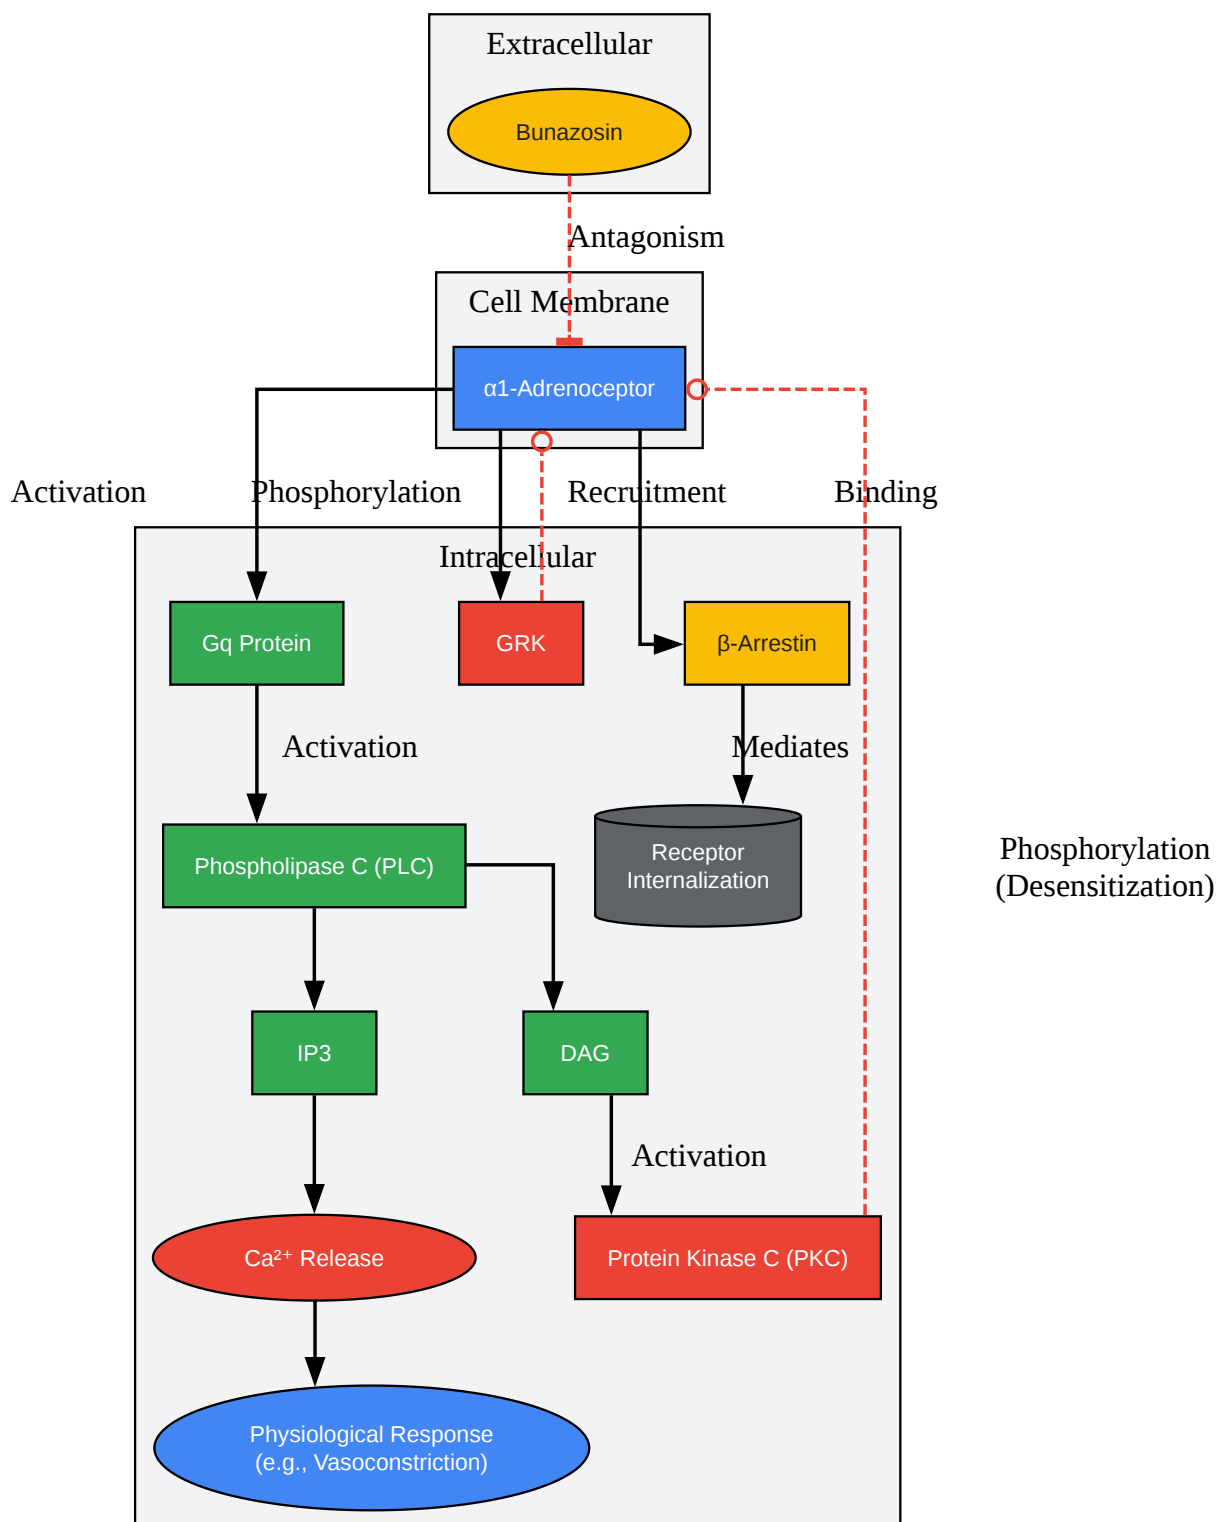 Extracellular
Bunazosin
Antagonism
Cell Membrane
α1-Adrenoceptor
Activation
Phosphorylation
Recruitment
Binding
Intracellular
Gq Protein
GRK
β-Arrestin
Activation
Mediates
Phospholipase C (PLC)
Receptor
Internalization
Phosphorylation
(Desensitization)
IP3
DAG
Activation
Ca²⁺ Release
Protein Kinase C (PKC)
Physiological Response
(e.g., Vasoconstriction)